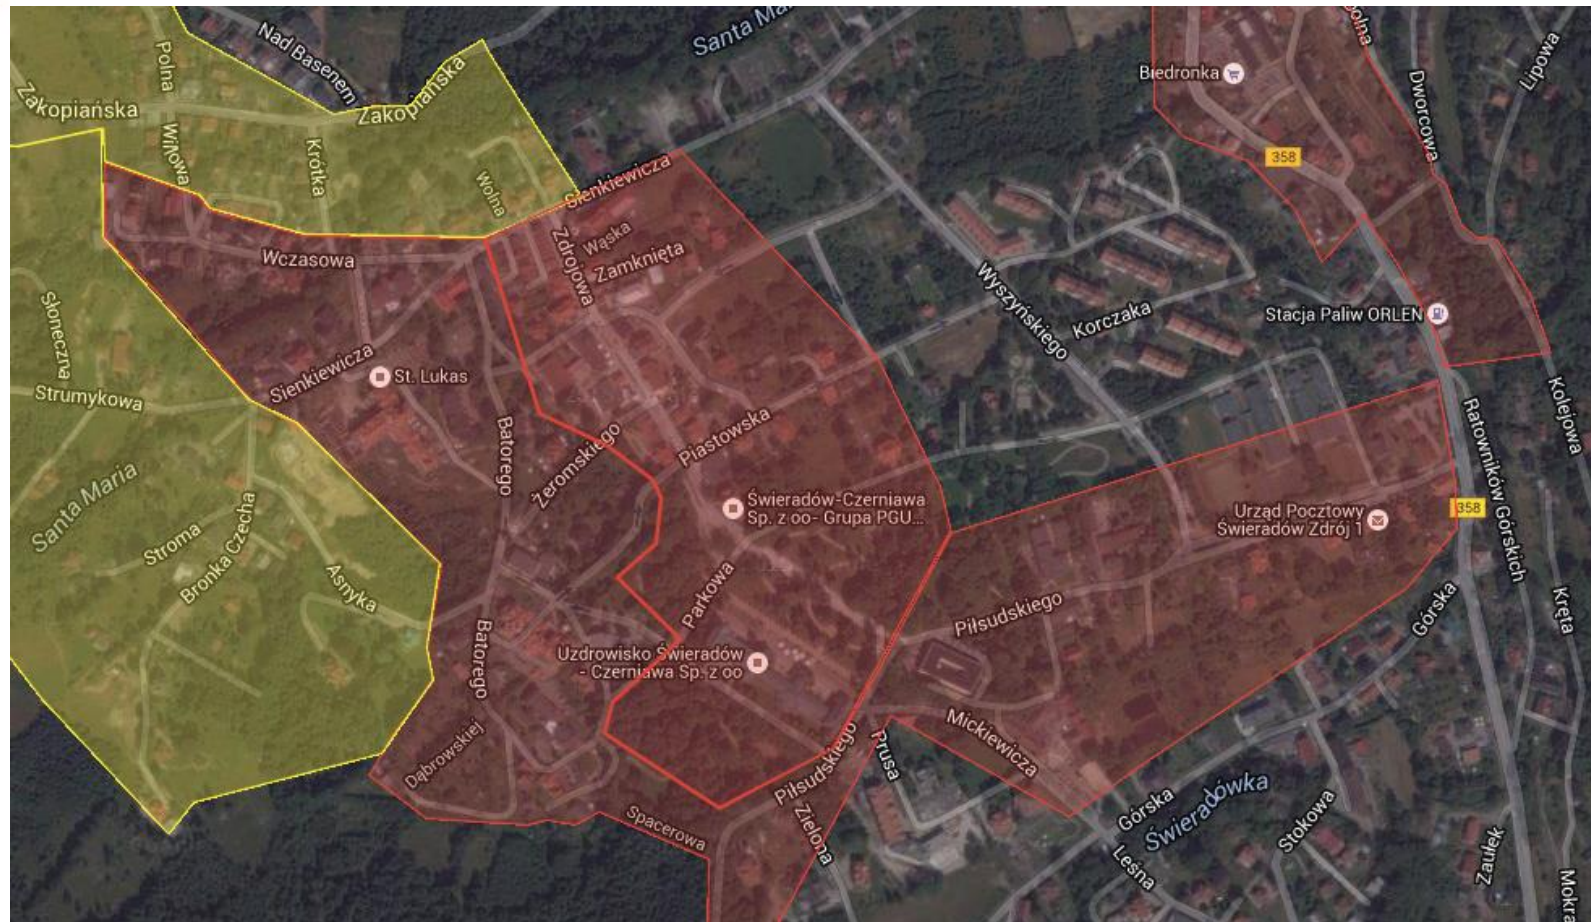 Nad Basenem
Santa Ma
Polna
Zakopiańska
Zakopiańska
Biedronka
olna
Dworcowa
Lipowa
358
Willowa
Krótka
Wolna
Sienkiewicza
Zdrojowa
Wąska
Zamknięta
Wczasowa
Wyszyńskiego
Korczaka
Stacja Paliw ORLEN
Słoneczna
Strumykowa
Sienkiewicza
St. Lukas
Kolejowa
Batorego
Żeromskiego
Piastowska
Ratowników Górskich
Santa Maria
Świeradów-Czerniawa
Sp. z oo- Grupa PGU...
Urząd Pocztowy
Świeradów Zdrój 1
358
Stroma
Bronka Czecha
Asnyka
Parkowa
Piłsudskiego
Górska
Kręta
Batorego
Uzdrowisko Świeradów
- Czerniawa Sp. z oo
Dąbrowskiej
Mickiewicza
Prusa
Piłsudskiego
Spacerowa
Zielona
Górska
Świeradówka
Stokowa
Leśna
Zaułek
Mokra